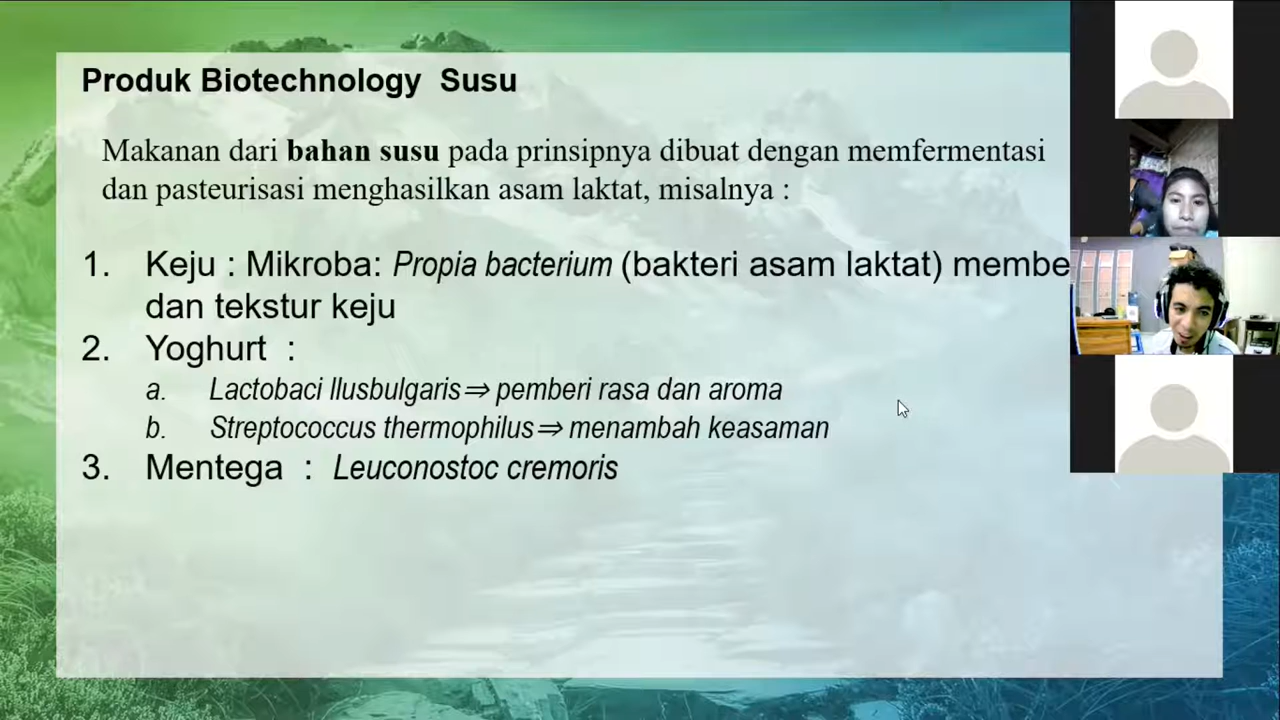 Produk Biotechnology Susu
Makanan dari bahan susu pada prinsipnya dibuat dengan memfermentasi
dan pasteurisasi menghasilkan asam laktat, misalnya :
1. Keju : Mikroba: Propia bacterium (bakteri asam laktat)
dan tekstur keju
2. Yoghurt :
a. Lactobaci llusbulgaris⇒ pemberi rasa dan aroma
b. Streptococcus thermophilus⇒ menambah keasaman
3. Mentega : Leuconostoc cremoris